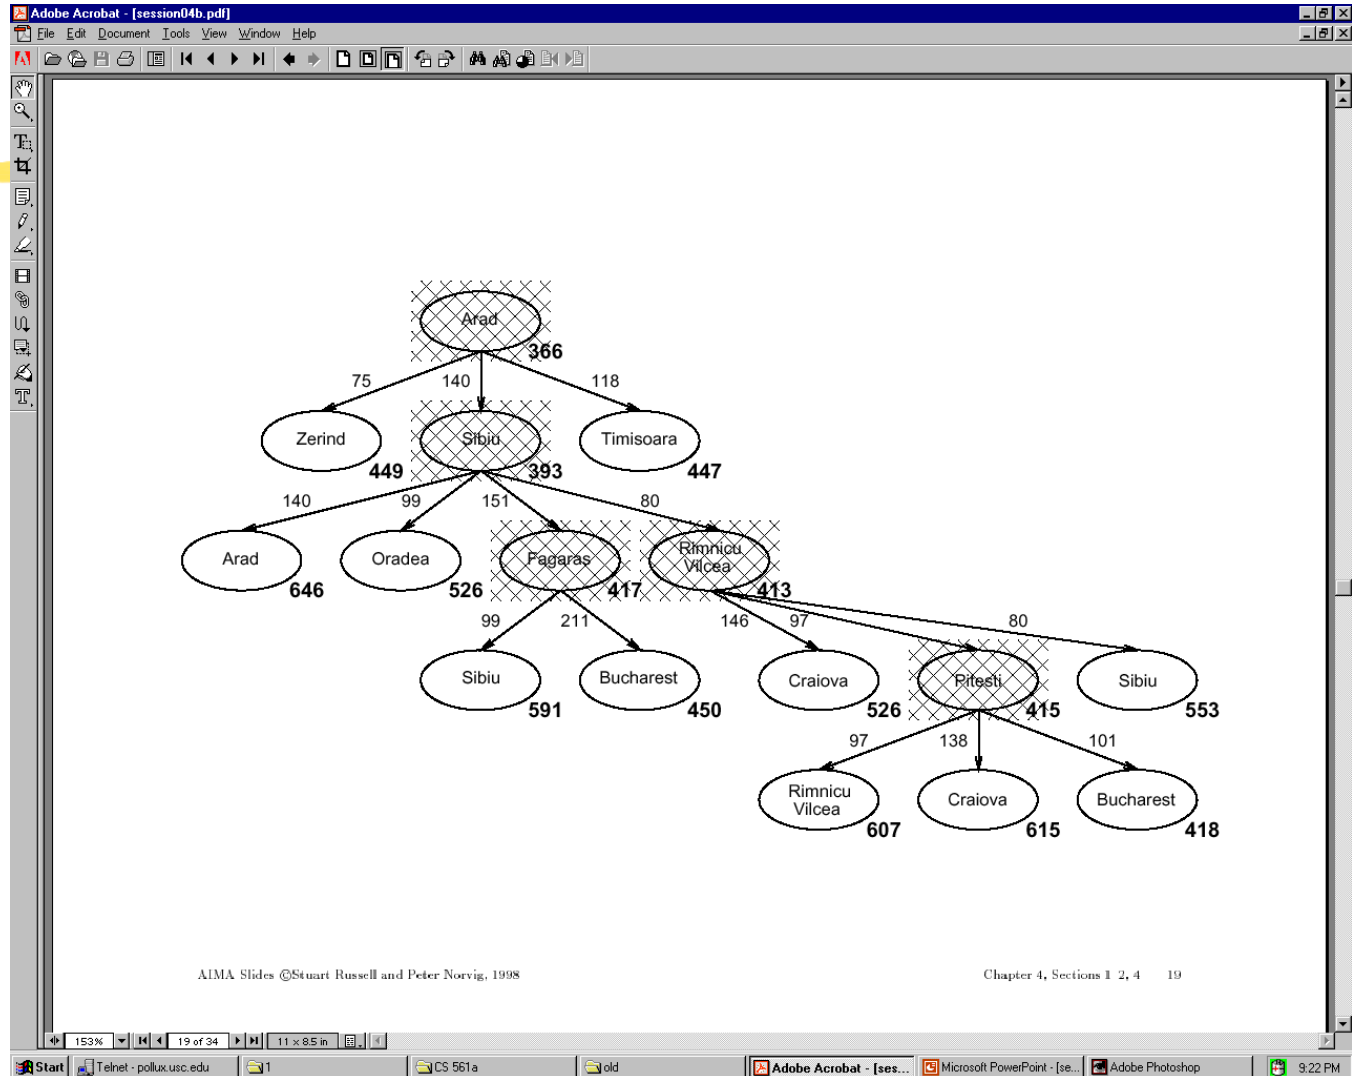 Adobe Acrobat - [session04b.pdf]
File Edit Document Tools View Window Help
Arad
366
75 140 118
Zerind Sibiu Timisoara
449 393 447
140 99 151 80
Arad Oradea Fagaras Rimnicu Vilcea
646 526 417 413
99 211 146 97 80
Sibiu Bucharest Craiova Pitesti Sibiu
591 450 526 415 553
97 138 101
Rimnicu Vilcea Craiova Bucharest
607 615 418
AIMA Slides ©Stuart Russell and Peter Norvig, 1998 Chapter 4, Sections 1 2, 4 19
153% 19 of 34 11 x 8.5 in
Start Telnet - pollux.usc.edu 1 CS 561a old Adobe Acrobat - [ses... Microsoft PowerPoint - [se... Adobe Photoshop 9:22 PM